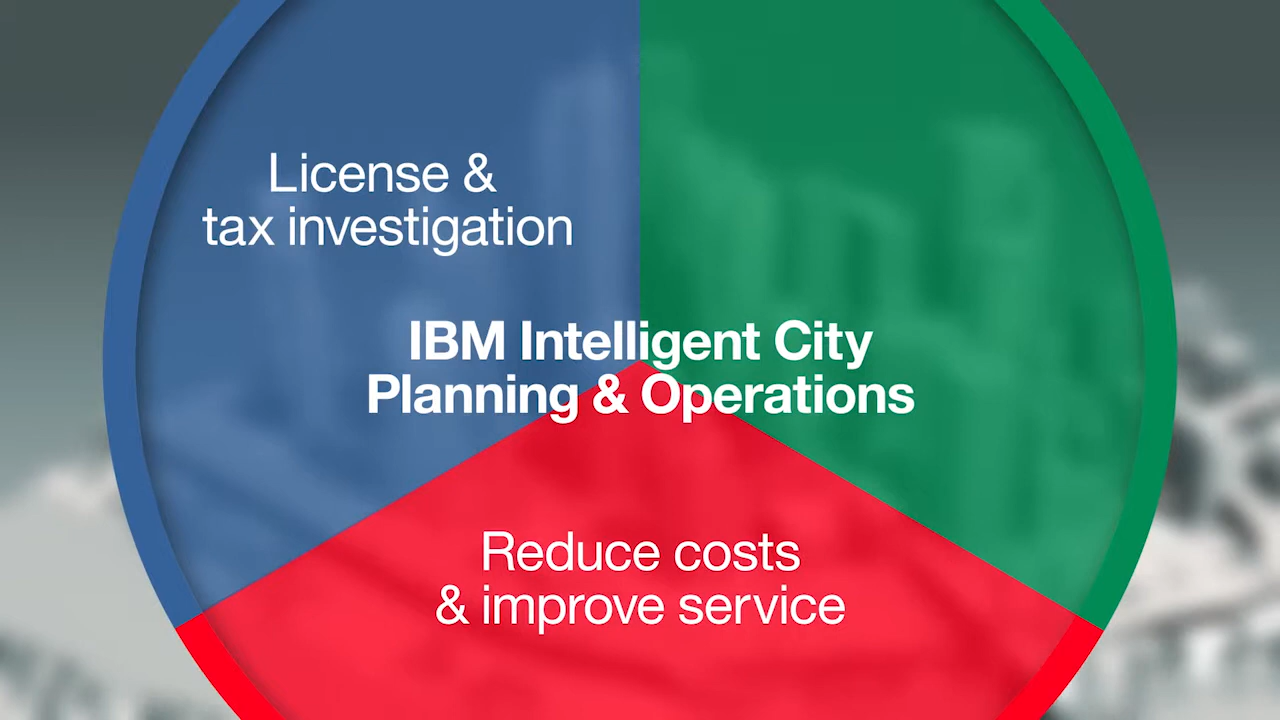 License &
tax investigation
IBM Intelligent City
Planning & Operations
Reduce costs
& improve service